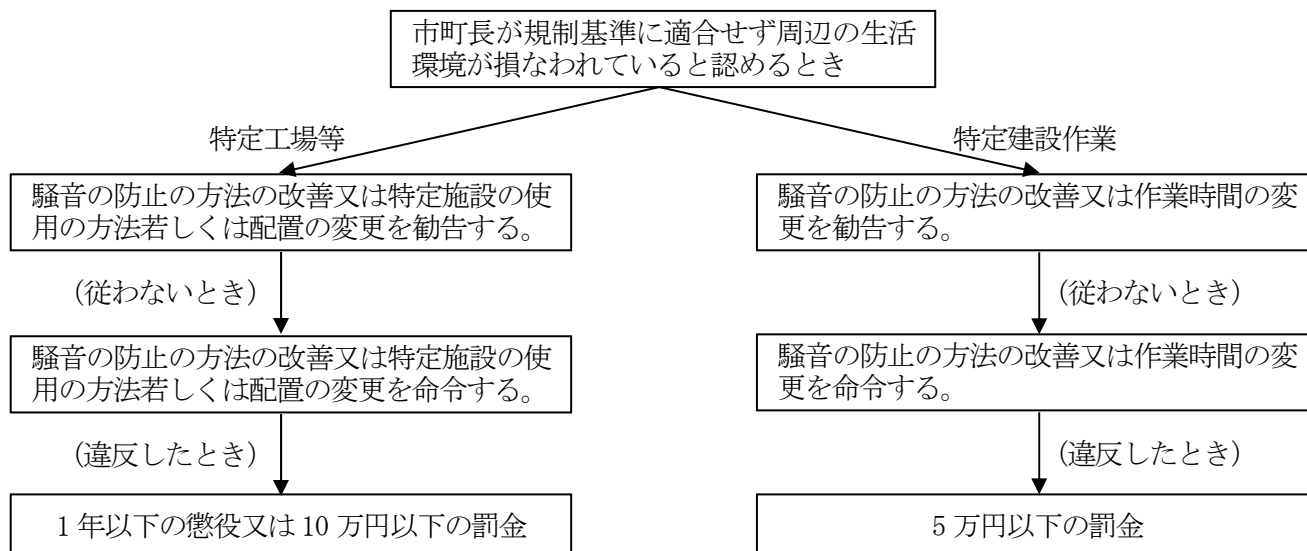 市町長が規制基準に適合せず周辺の生活
環境が損なわれていると認めるとき
特定工場等
特定建設作業
騒音の防止の方法の改善又は特定施設の使
用の方法若しくは配置の変更を勧告する。
騒音の防止の方法の改善又は作業時間の変
更を勧告する。
(従わないとき)
(従わないとき)
騒音の防止の方法の改善又は特定施設の使
用の方法若しくは配置の変更を命令する。
騒音の防止の方法の改善又は作業時間の変
更を命令する。
(違反したとき)
(違反したとき)
1年以下の懲役又は10万円以下の罰金
5万円以下の罰金